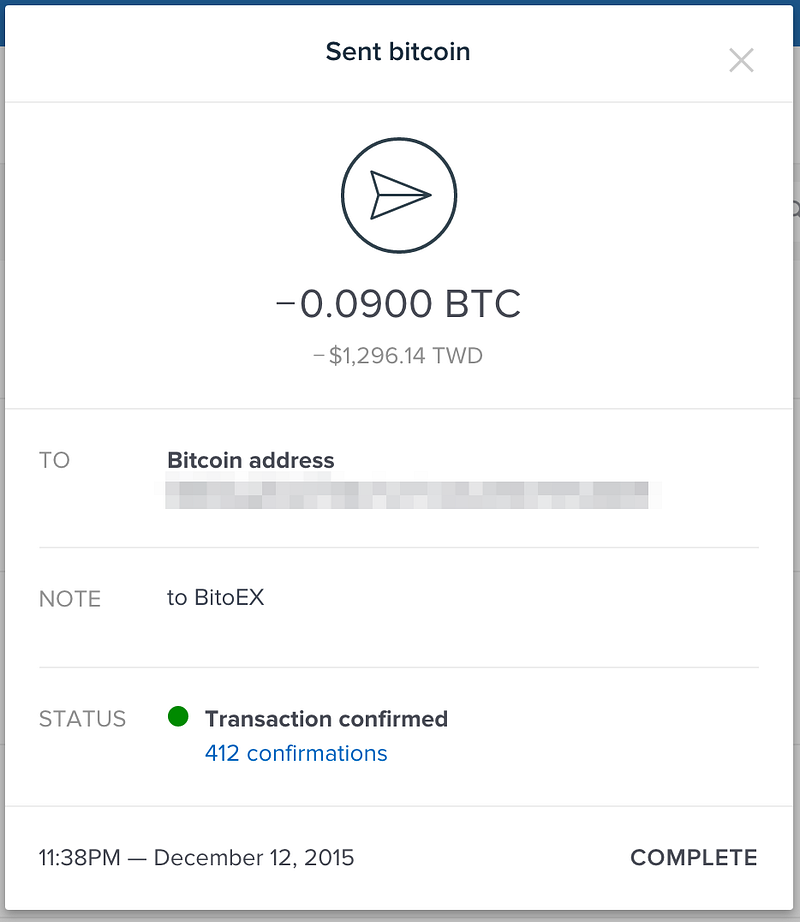 Sent bitcoin
−0.0900 BTC
−$1,296.14 TWD
TO
Bitcoin address
NOTE
to BitoEX
STATUS
Transaction confirmed
412 confirmations
11:38PM — December 12, 2015
COMPLETE